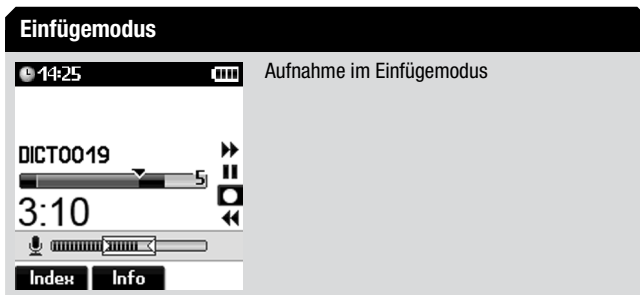 Einfügemodus
14:25
Aufnahme im Einfügemodus
DICT0019
5
3:10
Index Info